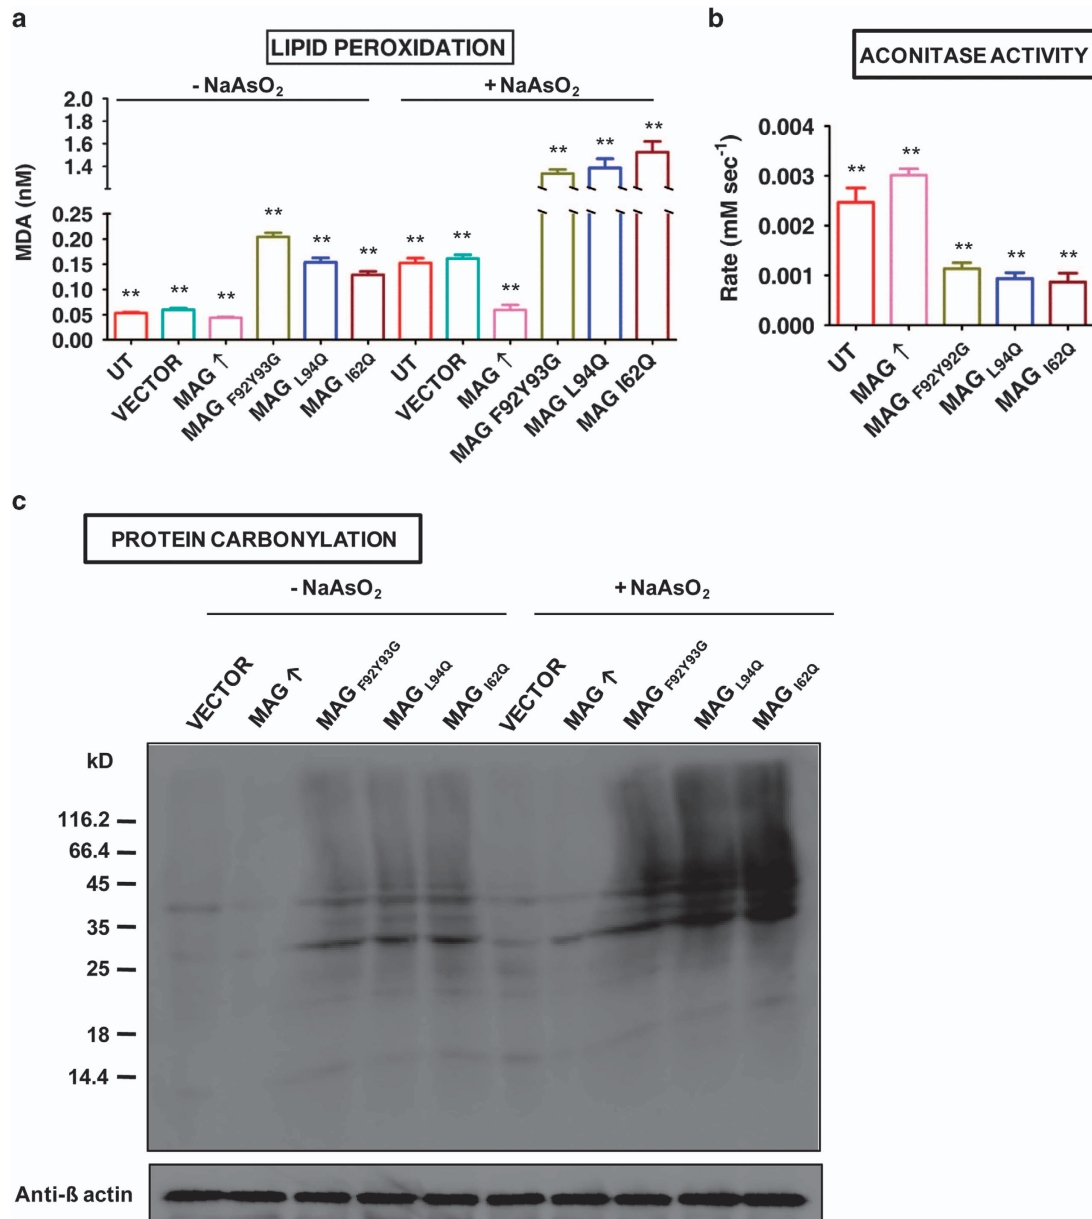 a
LIPID PEROXIDATION
- NaAsO₂ + NaAsO₂
MDA (nM)
2.0
1.8
1.6
1.4
0.25
0.20
0.15
0.10
0.05
0.00
** ** ** ** ** ** ** ** ** ** ** **
UT
VECTOR
MAG ↑
MAG F92Y93G
MAG L94Q
MAG I62Q
UT
VECTOR
MAG ↑
MAG F92Y93G
MAG L94Q
MAG I62Q
b
ACONITASE ACTIVITY
Rate (mM sec⁻¹)
0.004
0.003
0.002
0.001
0.000
** ** ** ** **
UT
MAG ↑
MAG F92Y92G
MAG L94Q
MAG I62Q
c
PROTEIN CARBONYLATION
- NaAsO₂ + NaAsO₂
VECTOR
MAG ↑
MAG F92Y93G
MAG L94Q
MAG I62Q
VECTOR
MAG ↑
MAG F92Y93G
MAG L94Q
MAG I62Q
kD
116.2
66.4
45
35
25
18
14.4
Anti-ß actin